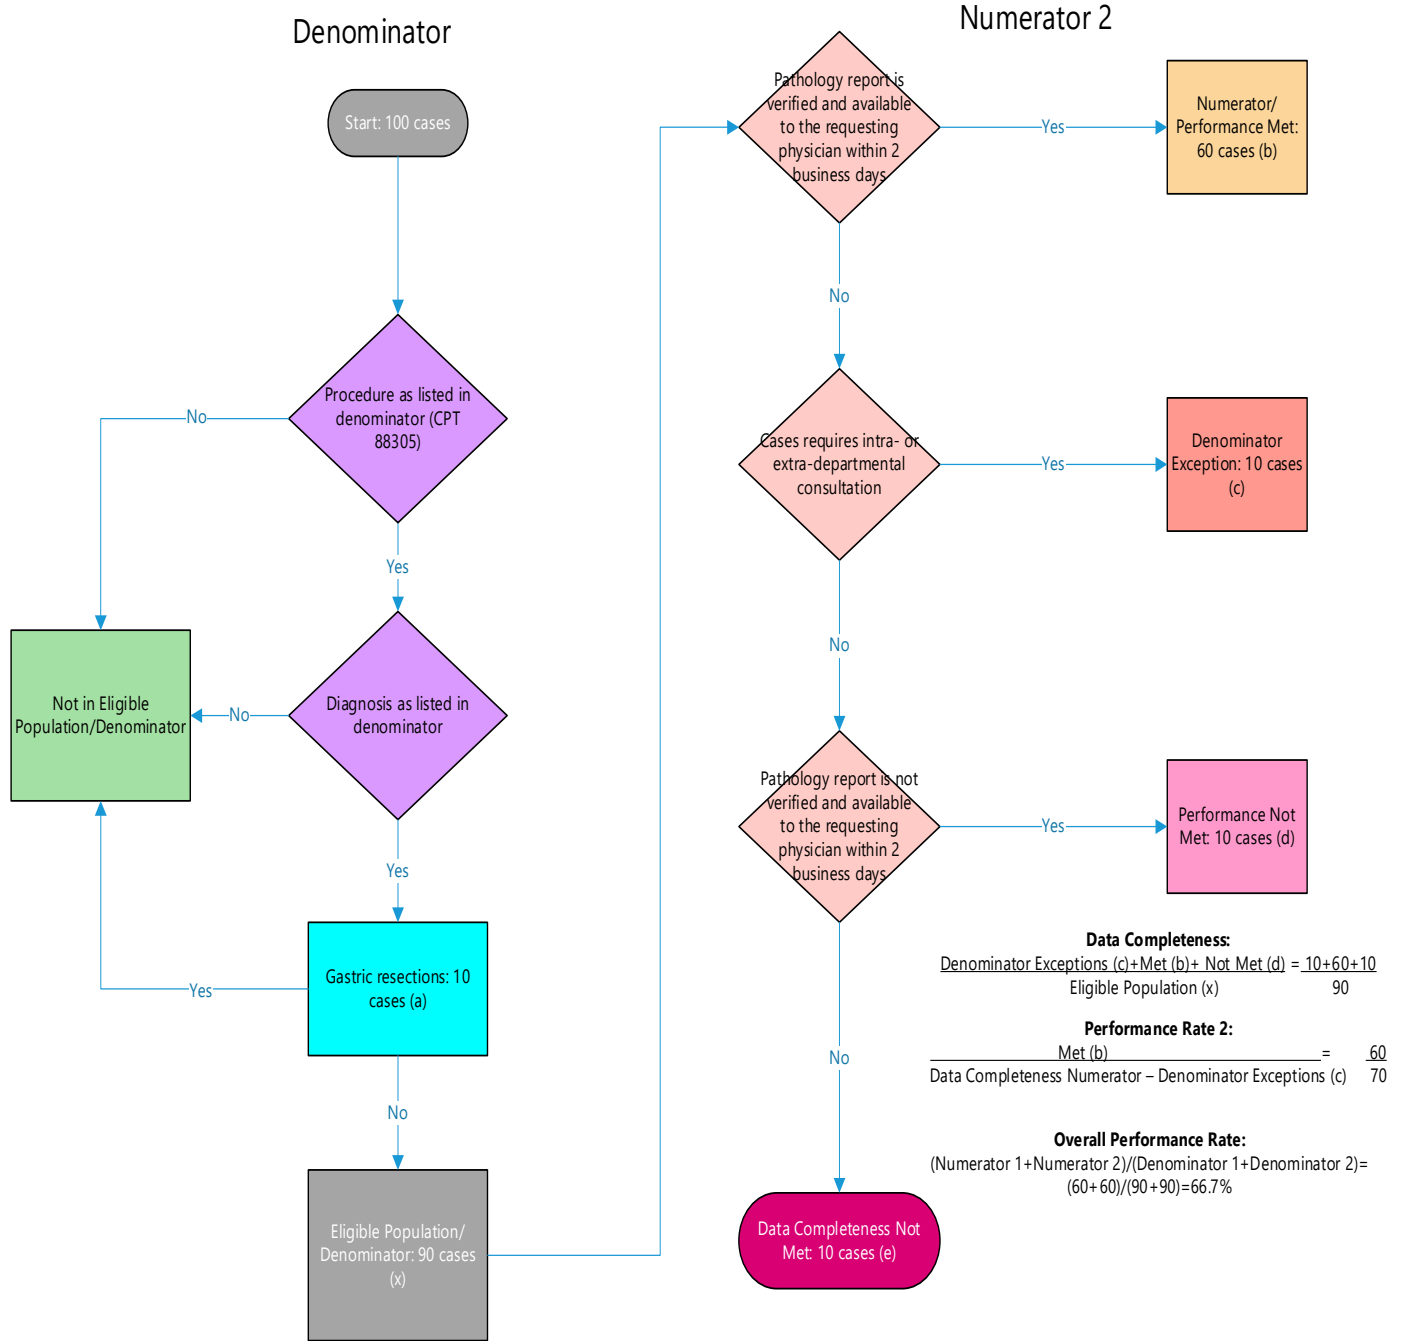 Denominator
Start: 100 cases
Procedure as listed in
denominator (CPT
88305)
No
Yes
Not in Eligible
Population/Denominator
No
Diagnosis as listed in
denominator
Yes
Gastric resections: 10
cases (a)
Yes
No
Eligible Population/
Denominator: 90 cases
(x)
Numerator 2
Pathology report is
verified and available
to the requesting
physician within 2
business days
Yes
Numerator/
Performance Met:
60 cases (b)
No
Cases requires intra- or
extra-departmental
consultation
Yes
Denominator
Exception: 10 cases
(c)
No
Pathology report is not
verified and available
to the requesting
physician within 2
business days
Yes
Performance Not
Met: 10 cases (d)
No
Data Completeness Not
Met: 10 cases (e)
Data Completeness:
Denominator Exceptions (c)+Met (b)+ Not Met (d) = 10+60+10
Eligible Population (x) 90
Performance Rate 2:
Met (b) = 60
Data Completeness Numerator – Denominator Exceptions (c) 70
Overall Performance Rate:
(Numerator 1+Numerator 2)/(Denominator 1+Denominator 2)=
(60+60)/(90+90)=66.7%